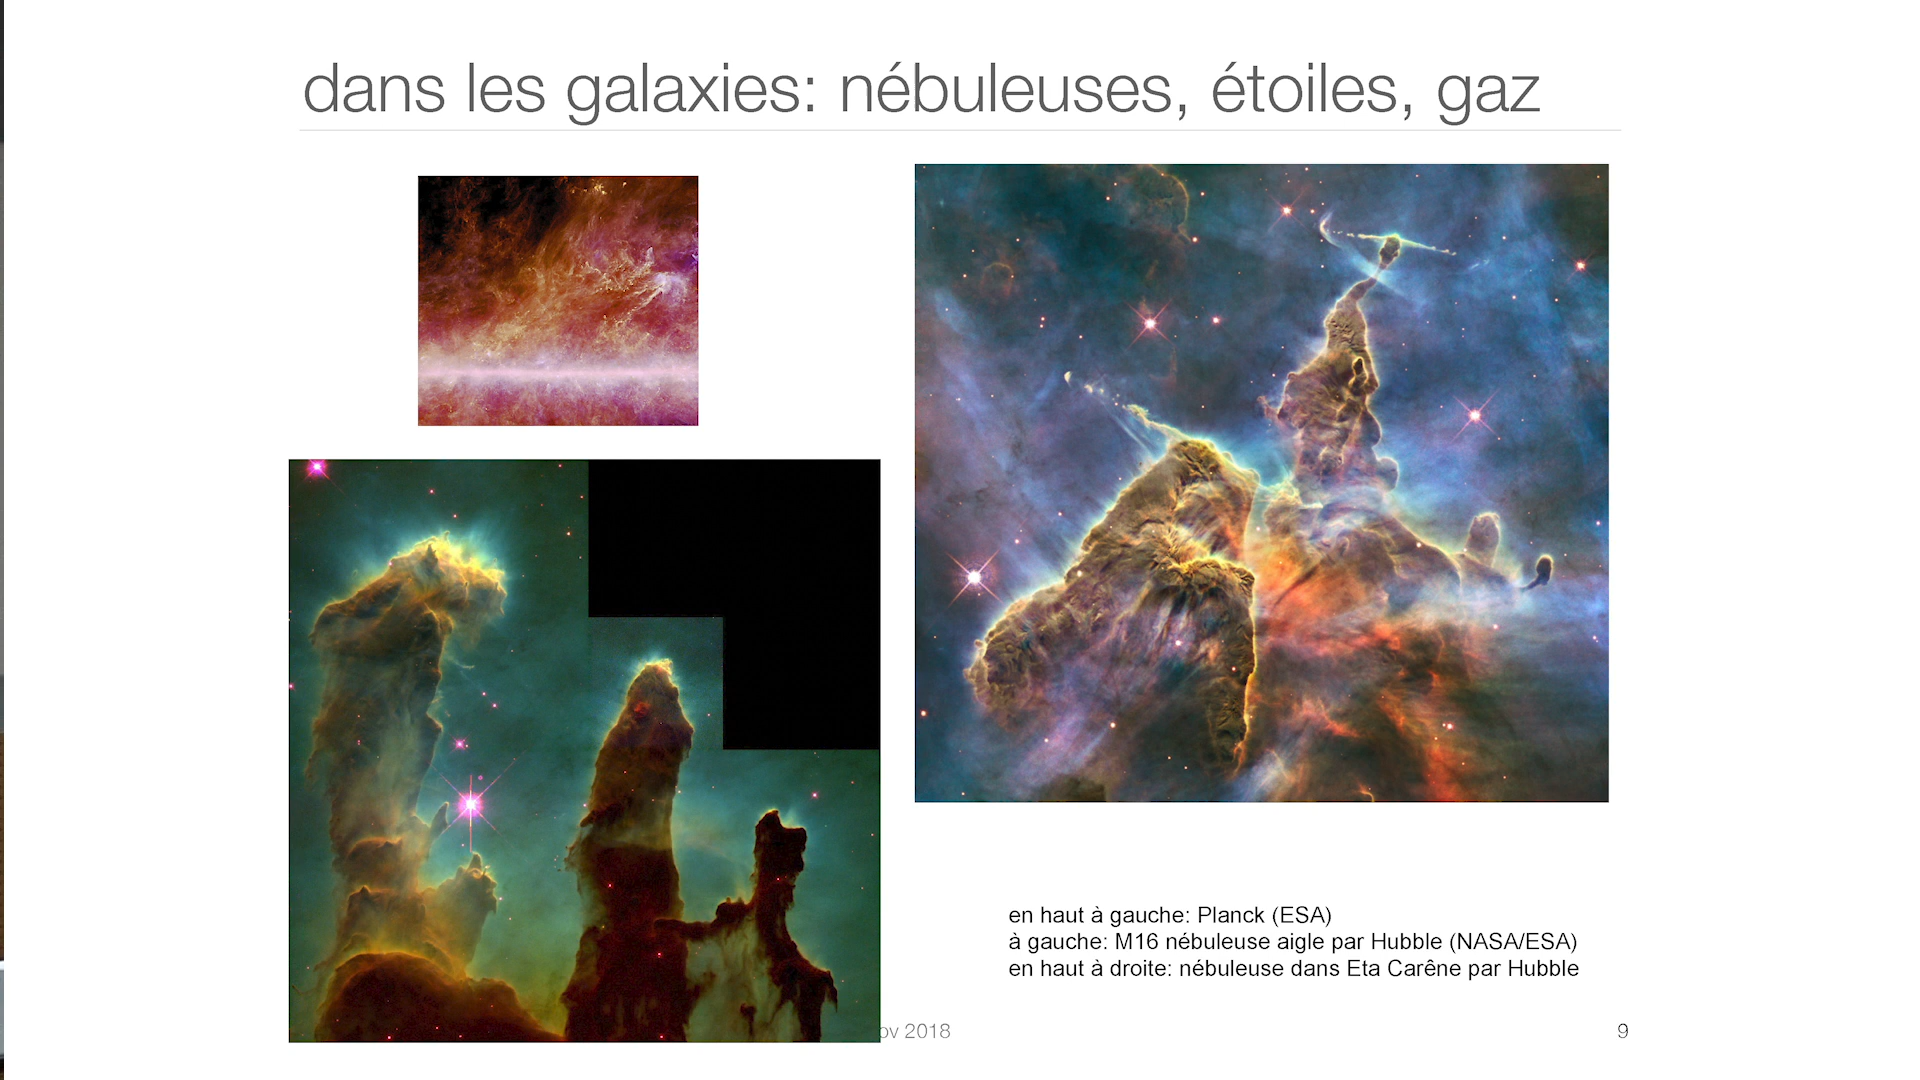 dans les galaxies: nébuleuses, étoiles, gaz
en haut à gauche: Planck (ESA)
à gauche: M16 nébuleuse aigle par Hubble (NASA/ESA)
en haut à droite: nébuleuse dans Eta Carêne par Hubble
2018
9